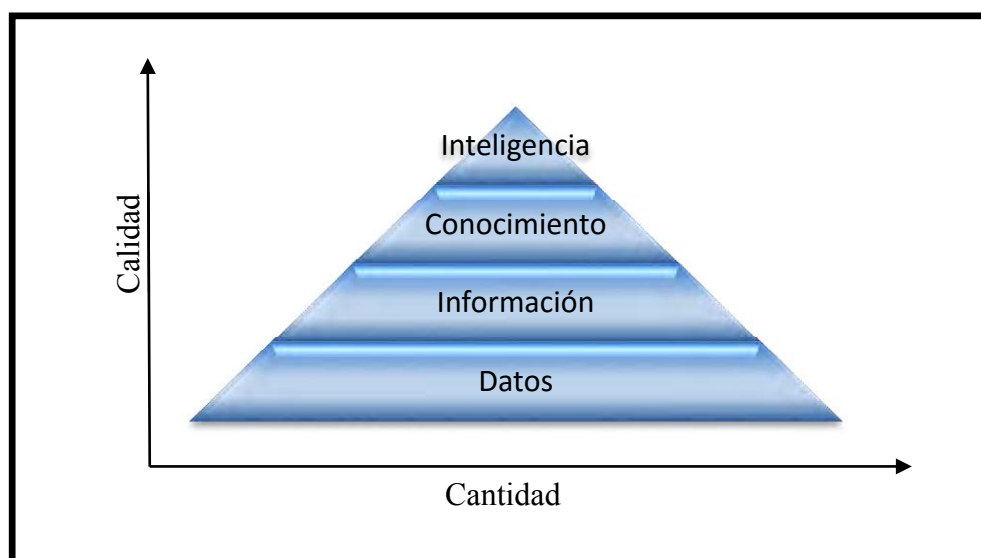 Inteligencia
Conocimiento
Información
Datos
Calidad
Cantidad